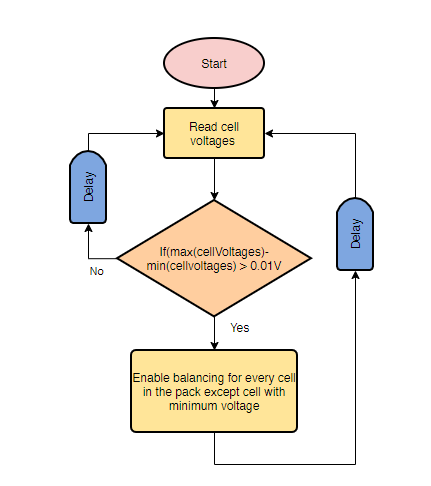 Start
Read cell
voltages
Delay
Delay
If(max(cellVoltages)-
min(cellvoltages) > 0.01V
No
Yes
Enable balancing for every cell
in the pack except cell with
minimum voltage